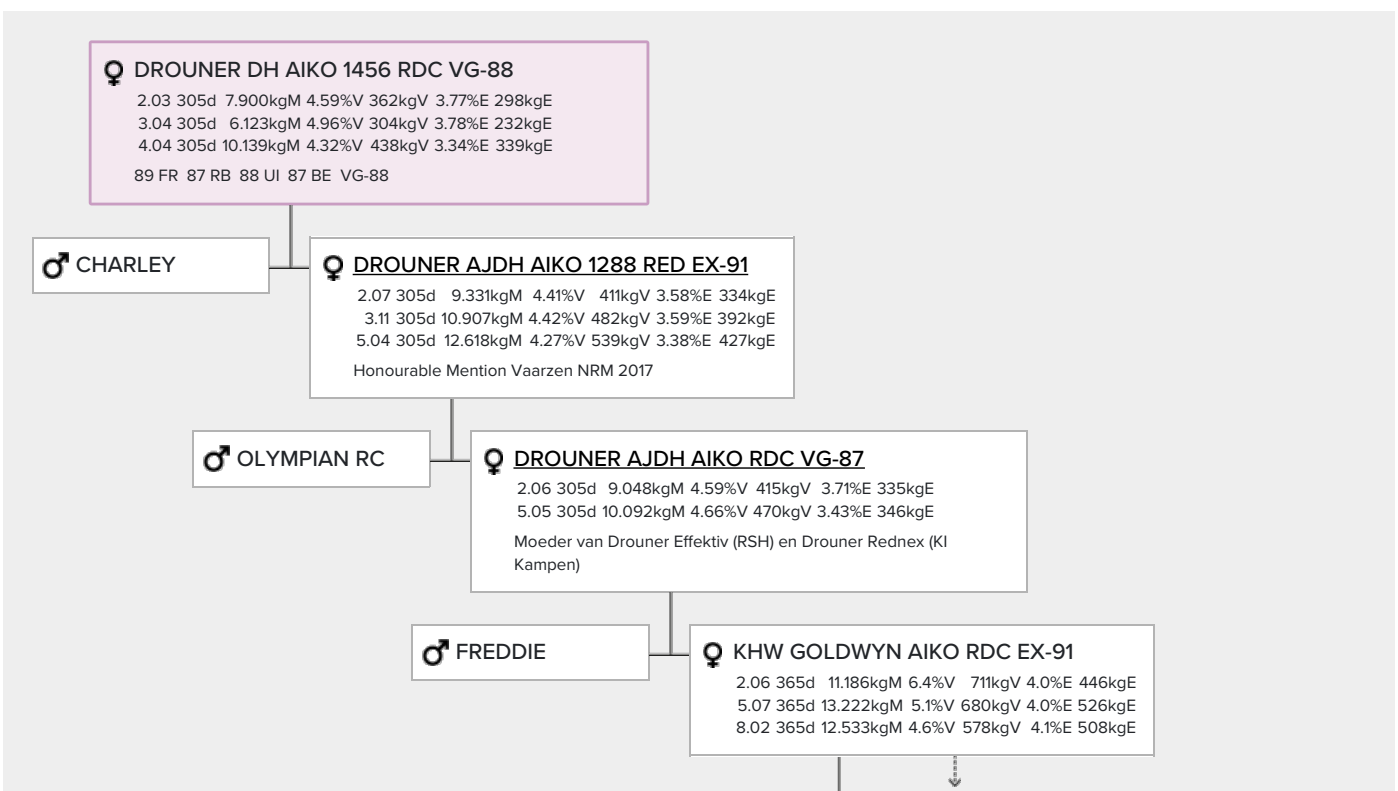 DROUNER DH AIKO 1456 RDC VG-88
2.03 305d 7.900kgM 4.59%V 362kgV 3.77%E 298kgE
3.04 305d 6.123kgM 4.96%V 304kgV 3.78%E 232kgE
4.04 305d 10.139kgM 4.32%V 438kgV 3.34%E 339kgE
89 FR 87 RB 88 UI 87 BE VG-88
CHARLEY
DROUNER AJDH AIKO 1288 RED EX-91
2.07 305d 9.331kgM 4.41%V 411kgV 3.58%E 334kgE
3.11 305d 10.907kgM 4.42%V 482kgV 3.59%E 392kgE
5.04 305d 12.618kgM 4.27%V 539kgV 3.38%E 427kgE
Honourable Mention Vaarzen NRM 2017
OLYMPIAN RC
DROUNER AJDH AIKO RDC VG-87
2.06 305d 9.048kgM 4.59%V 415kgV 3.71%E 335kgE
5.05 305d 10.092kgM 4.66%V 470kgV 3.43%E 346kgE
Moeder van Drouner Effektiv (RSH) en Drouner Rednex (KI
Kampen)
FREDDIE
KHW GOLDWYN AIKO RDC EX-91
2.06 365d 11.186kgM 6.4%V 711kgV 4.0%E 446kgE
5.07 365d 13.222kgM 5.1%V 680kgV 4.0%E 526kgE
8.02 365d 12.533kgM 4.6%V 578kgV 4.1%E 508kgE